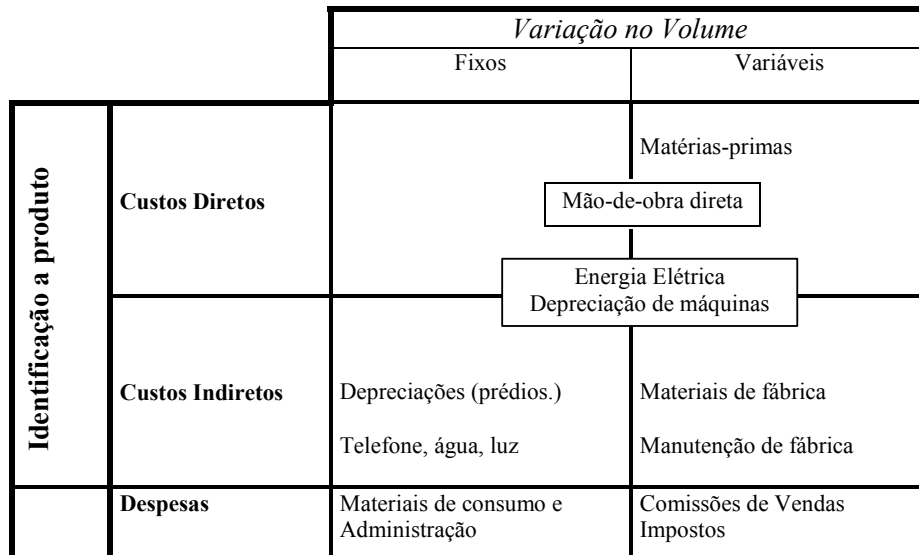 Variação no Volume
Fixos
Variáveis
Identificação a produto
Custos Diretos
Matérias-primas
Mão-de-obra direta
Energia Elétrica
Depreciação de máquinas
Custos Indiretos
Depreciações (prédios.)
Materiais de fábrica
Telefone, água, luz
Manutenção de fábrica
Despesas
Materiais de consumo e
Administração
Comissões de Vendas
Impostos